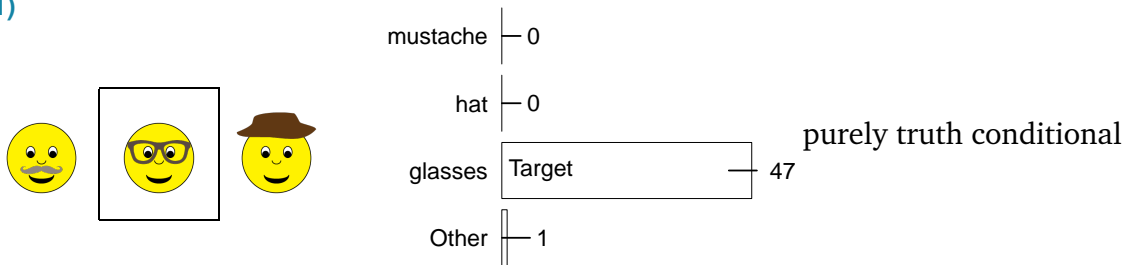 mustache 0
hat 0
glasses Target 47
purely truth conditional
Other 1